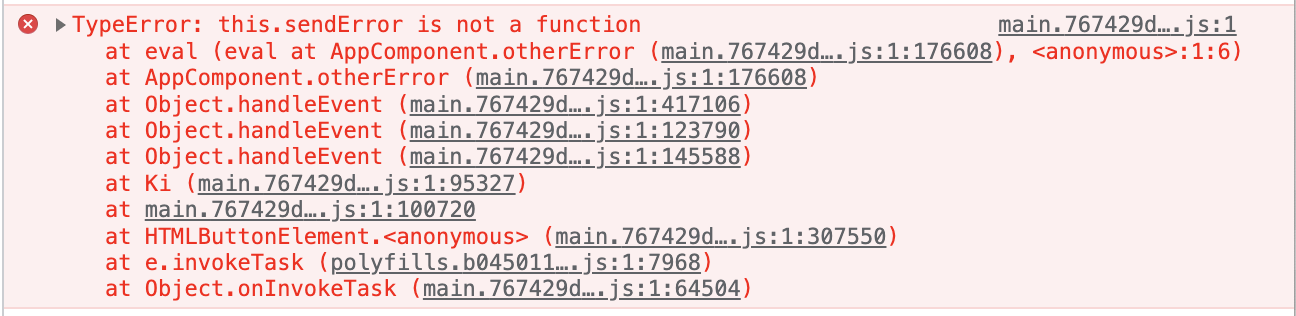 TypeError: this.sendError is not a function main.767429d….js:1
at eval (eval at AppComponent.otherError (main.767429d….js:1:176608), <anonymous>:1:6)
at AppComponent.otherError (main.767429d….js:1:176608)
at Object.handleEvent (main.767429d….js:1:417106)
at Object.handleEvent (main.767429d….js:1:123790)
at Object.handleEvent (main.767429d….js:1:145588)
at Ki (main.767429d….js:1:95327)
at main.767429d….js:1:100720
at HTMLButtonElement.<anonymous> (main.767429d….js:1:307550)
at e.invokeTask (polyfills.b045011….js:1:7968)
at Object.onInvokeTask (main.767429d….js:1:64504)